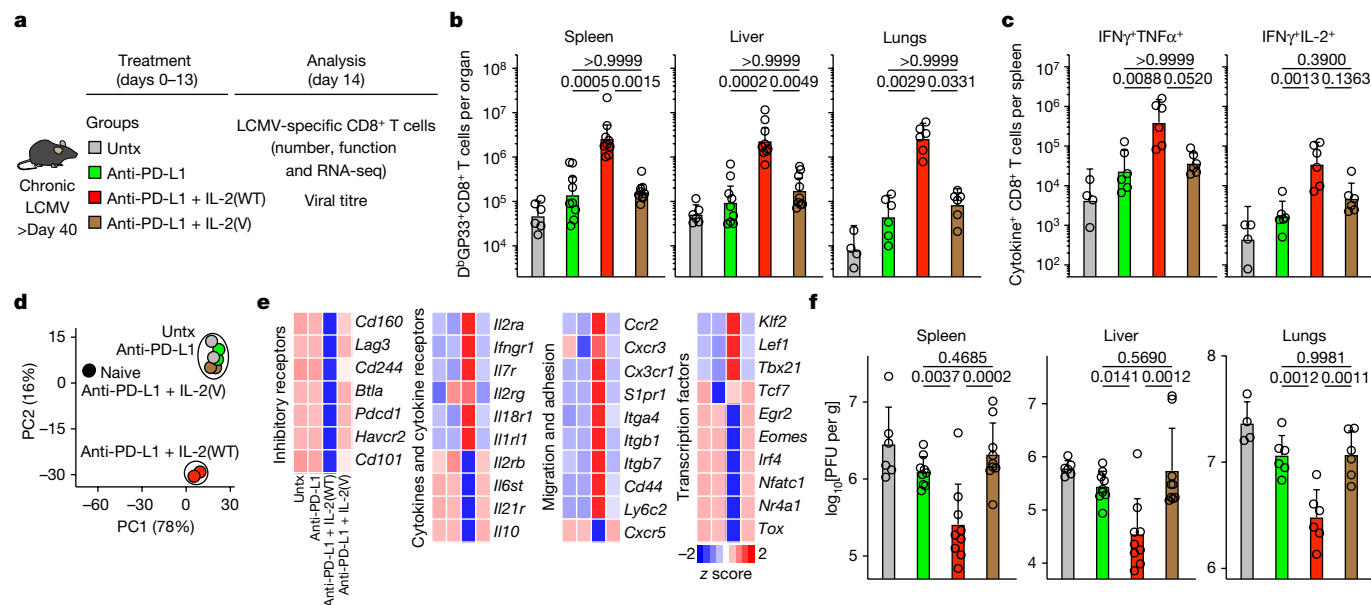 a
Treatment
(days 0–13)
Analysis
(day 14)
Groups
Untx
Anti-PD-L1
Anti-PD-L1 + IL-2(WT)
Anti-PD-L1 + IL-2(V)
Chronic
LCMV
>Day 40
LCMV-specific CD8⁺ T cells
(number, function
and RNA-seq)
Viral titre
b
DᵇGP33⁺CD8⁺ T cells per organ
10⁸
10⁷
10⁶
10⁵
10⁴
Spleen
>0.9999
0.0005 0.0015
Liver
>0.9999
0.0002 0.0049
Lungs
>0.9999
0.0029 0.0331
c
Cytokine⁺ CD8⁺ T cells per spleen
10⁷
10⁶
10⁵
10⁴
10³
10²
IFNγ⁺TNFα⁺
>0.9999
0.0088 0.0520
IFNγ⁺IL-2⁺
0.3900
0.0013 0.1363
d
PC2 (16%)
15
0
−15
−30
Untx
Anti-PD-L1
Naive
Anti-PD-L1 + IL-2(V)
Anti-PD-L1 + IL-2(WT)
−60
−30
0
30
PC1 (78%)
e
Inhibitory receptors
Cd160
Lag3
Cd244
Btla
Pdcd1
Havcr2
Cd101
Untx
Anti-PD-L1
Anti-PD-L1 + IL-2(WT)
Anti-PD-L1 + IL-2(V)
Cytokines and cytokine receptors
Il2ra
Ifngr1
Il7r
Il2rg
Il18r1
Il1rl1
Il2rb
Il6st
Il21r
Il10
Migration and adhesion
Ccr2
Cxcr3
Cx3cr1
S1pr1
Itga4
Itgb1
Itgb7
Cd44
Ly6c2
Cxcr5
Transcription factors
Klf2
Lef1
Tbx21
Tcf7
Egr2
Eomes
Irf4
Nfatc1
Nr4a1
Tox
−2
2
z score
f
log₁₀[PFU per g]
Spleen
0.4685
0.0037 0.0002
7
6
5
Liver
0.5690
0.0141 0.0012
7
6
5
4
Lungs
0.9981
0.0012 0.0011
8
7
6